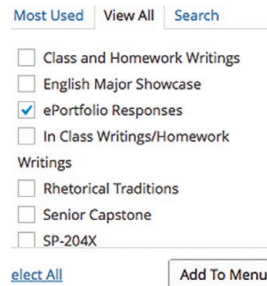 Most Used View All Search
Class and Homework Writings
English Major Showcase
ePortfolio Responses
In Class Writings/Homework
Writings
Rhetorical Traditions
Senior Capstone
SP-204X
elect All Add To Menu